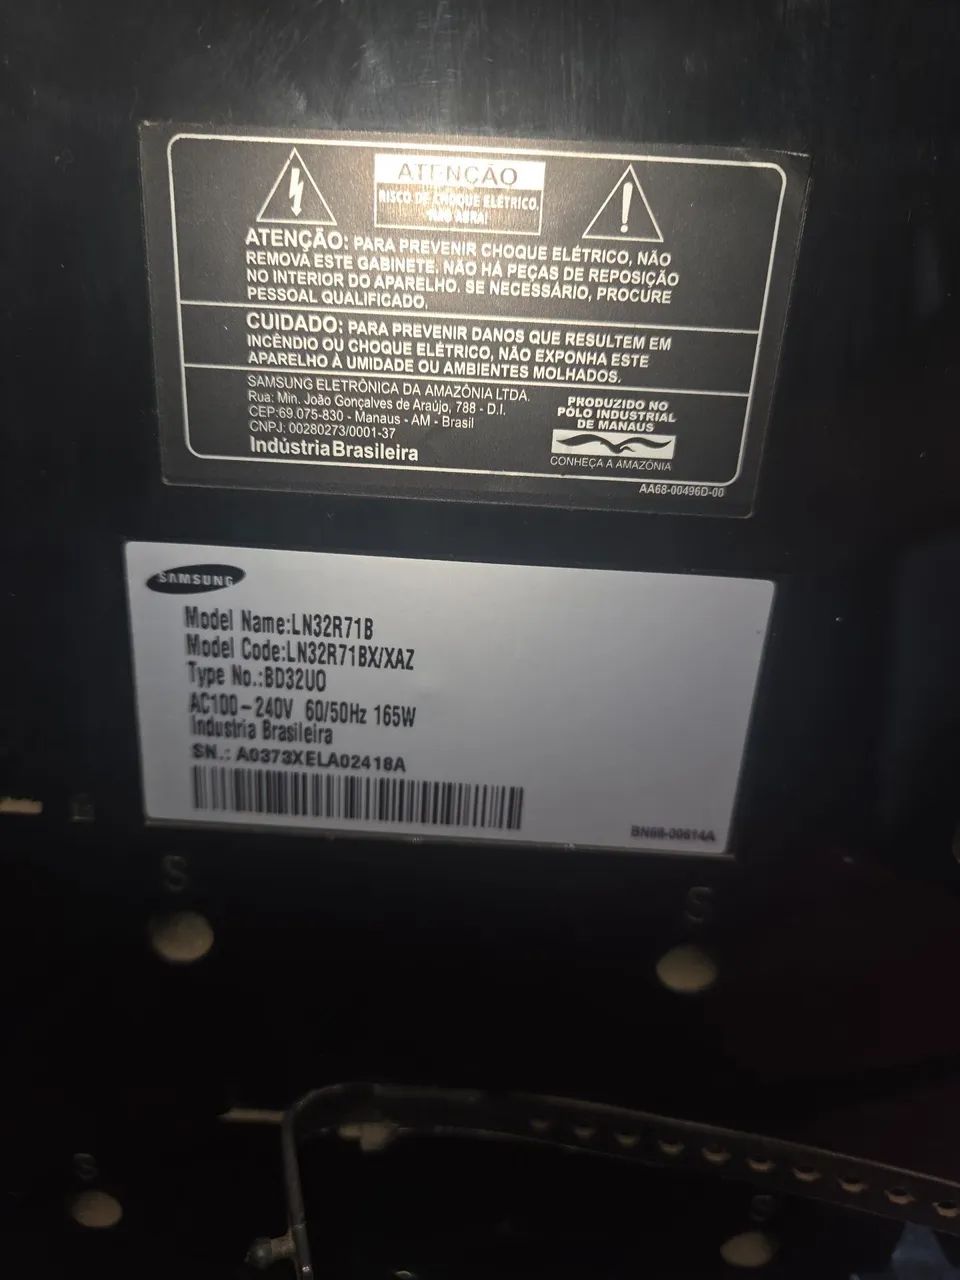 ATENÇÃO
RISCO DE CHOQUE ELÉTRICO.
NÃO ABRA!
ATENÇÃO: PARA PREVENIR CHOQUE ELÉTRICO, NÃO
REMOVA ESTE GABINETE. NÃO HÁ PEÇAS DE REPOSIÇÃO
NO INTERIOR DO APARELHO. SE NECESSÁRIO, PROCURE
PESSOAL QUALIFICADO.
CUIDADO: PARA PREVENIR DANOS QUE RESULTEM EM
INCÊNDIO OU CHOQUE ELÉTRICO, NÃO EXPONHA ESTE
APARELHO À UMIDADE OU AMBIENTES MOLHADOS.
SAMSUNG ELETRÔNICA DA AMAZÔNIA LTDA.
Rua: Min. João Gonçalves de Araújo, 788 - D.I.
CEP:69.075-830 - Manaus - AM - Brasil
CNPJ: 00280273/0001-37
Indústria Brasileira
PRODUZIDO NO
PÓLO INDUSTRIAL
DE MANAUS
CONHEÇA A AMAZÔNIA
AA68-00496D-00
SAMSUNG
Model Name:LN32R71B
Model Code:LN32R71BX/XAZ
Type No.:BD32UO
AC100-240V 60/50Hz 165W
Industria Brasileira
SN.: A0373XELA02418A
BN68-00614A
S
S
S
S